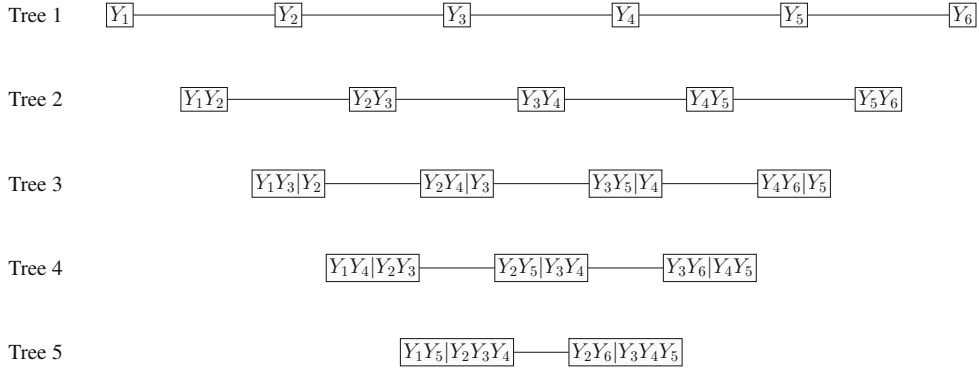 Tree 1 Y₁ Y₂ Y₃ Y₄ Y₅ Y₆
Tree 2 Y₁Y₂ Y₂Y₃ Y₃Y₄ Y₄Y₅ Y₅Y₆
Tree 3 Y₁Y₃|Y₂ Y₂Y₄|Y₃ Y₃Y₅|Y₄ Y₄Y₆|Y₅
Tree 4 Y₁Y₄|Y₂Y₃ Y₂Y₅|Y₃Y₄ Y₃Y₆|Y₄Y₅
Tree 5 Y₁Y₅|Y₂Y₃Y₄ Y₂Y₆|Y₃Y₄Y₅